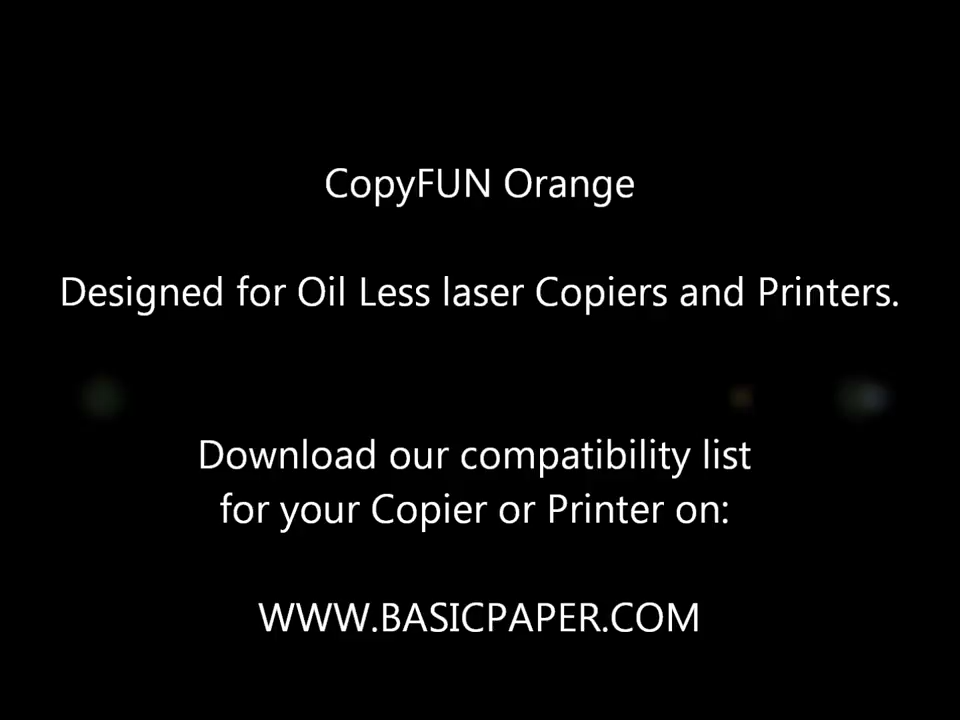 CopyFUN Orange
Designed for Oil Less laser Copiers and Printers.
Download our compatibility list
for your Copier or Printer on:
WWW.BASICPAPER.COM